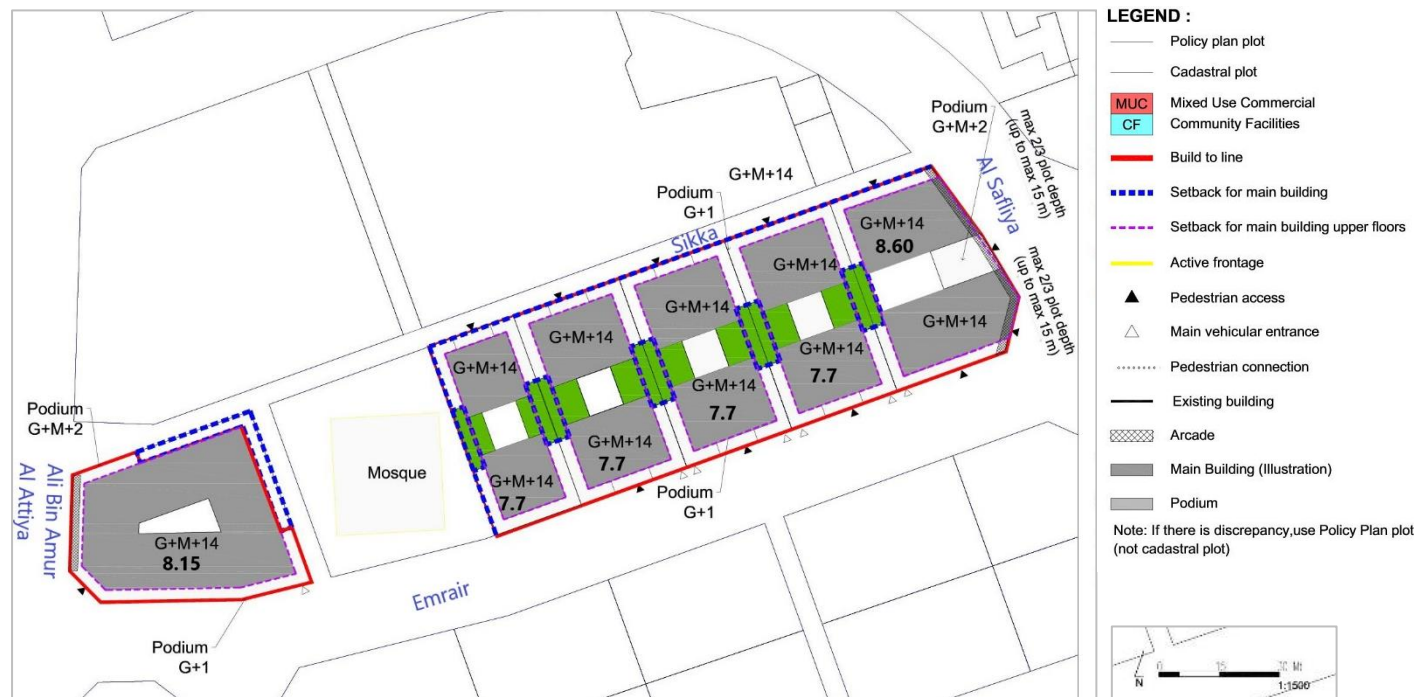 Podium
G+M+2
max 2/3 plot depth
(up to max 15 m)
G+M+14
Podium
G+1
Al Safliya
Sikka
G+M+14
8.60
G+M+14
max 2/3 plot depth
(up to max 15 m)
G+M+14
G+M+14
G+M+14
G+M+14
G+M+14
7.7
G+M+14
7.7
Podium
G+M+2
Mosque
G+M+14
7.7
G+M+14
7.7
Podium
G+1
Ali Bin Amur
Al Attiya
G+M+14
8.15
Emrair
Podium
G+1
LEGEND :
Policy plan plot
Cadastral plot
MUC Mixed Use Commercial
CF Community Facilities
Build to line
Setback for main building
Setback for main building upper floors
Active frontage
Pedestrian access
Main vehicular entrance
Pedestrian connection
Existing building
Arcade
Main Building (Illustration)
Podium
Note: If there is discrepancy,use Policy Plan plot
(not cadastral plot)
N
0 15 30 Mt
1:1500